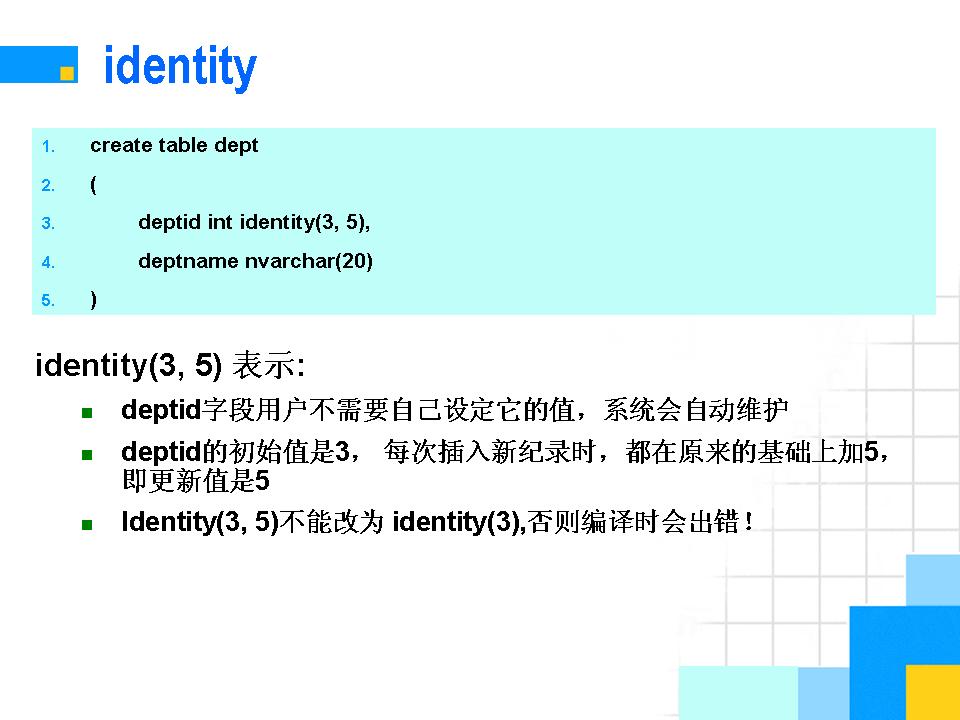 identity
1. create table dept
2. (
3. deptid int identity(3, 5),
4. deptname nvarchar(20)
5. )
identity(3, 5) 表示:
deptid字段用户不需要自己设定它的值，系统会自动维护
deptid的初始值是3， 每次插入新纪录时，都在原来的基础上加5，
即更新值是5
Identity(3, 5)不能改为 identity(3),否则编译时会出错！